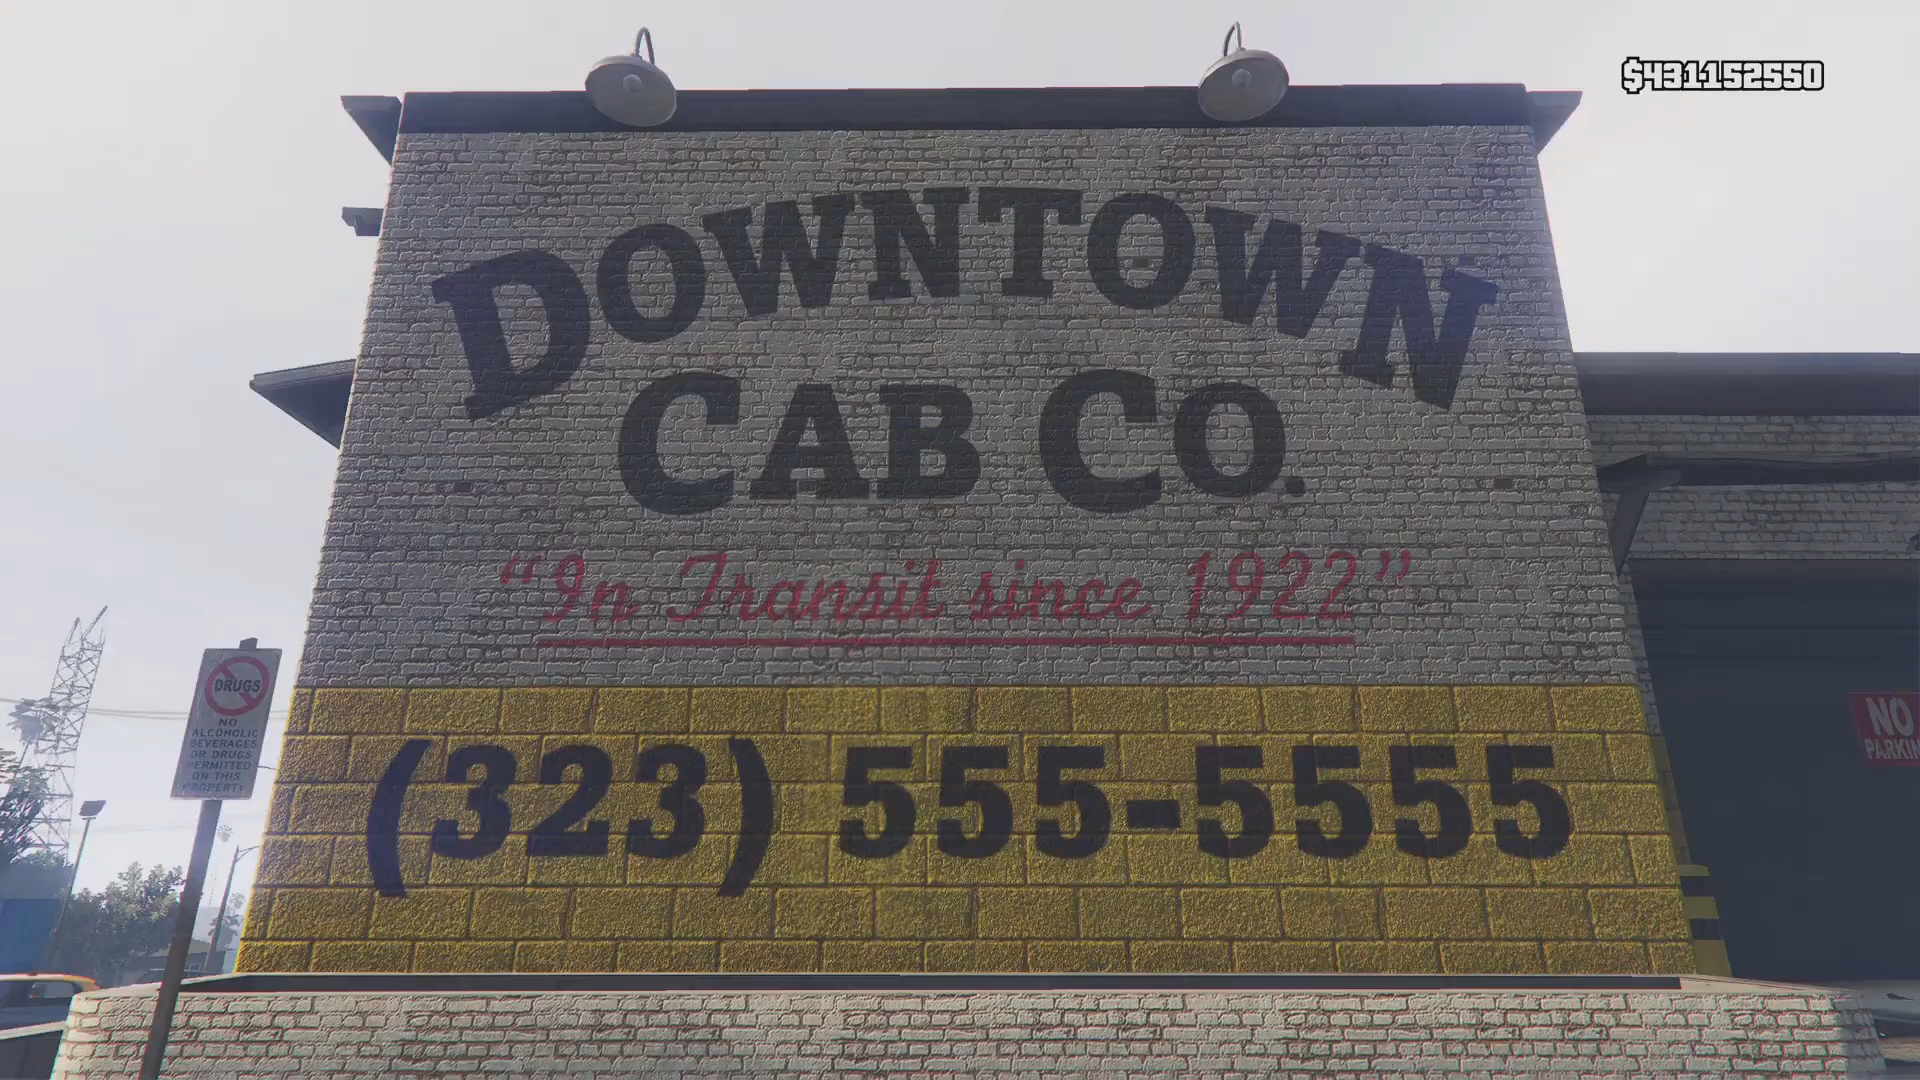 $431152550
DOWNTOWN
CAB CO.
"In Transit since 1922"
(323) 555-5555
DRUGS
NO
ALCOHOLIC
BEVERAGES
OR DRUGS
PERMITTED
ON THIS
PROPERTY
NO
PARKIN